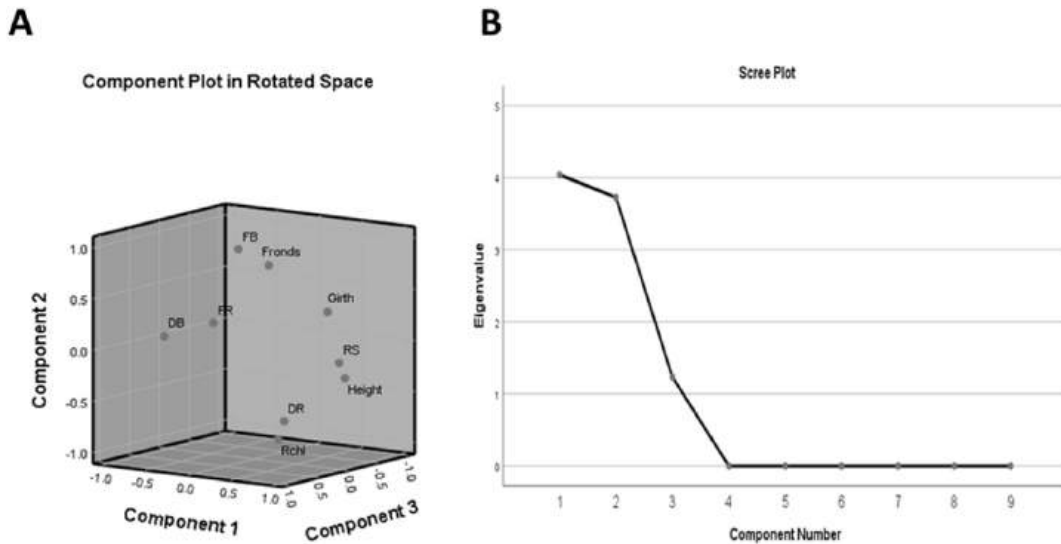 A
B
Component Plot in Rotated Space
Scree Plot
FB
Fronds
Girth
FR
DB
RS
Height
DR
Rchl
1.0
0.5
0.0
-0.5
-1.0
Component 2
-1.0
-0.5
0.0
0.5
1.0
Component 1
1.0
0.5
0.0
-0.5
-1.0
Component 3
5
4
3
2
1
0
Eigenvalue
1 2 3 4 5 6 7 8 9
Component Number